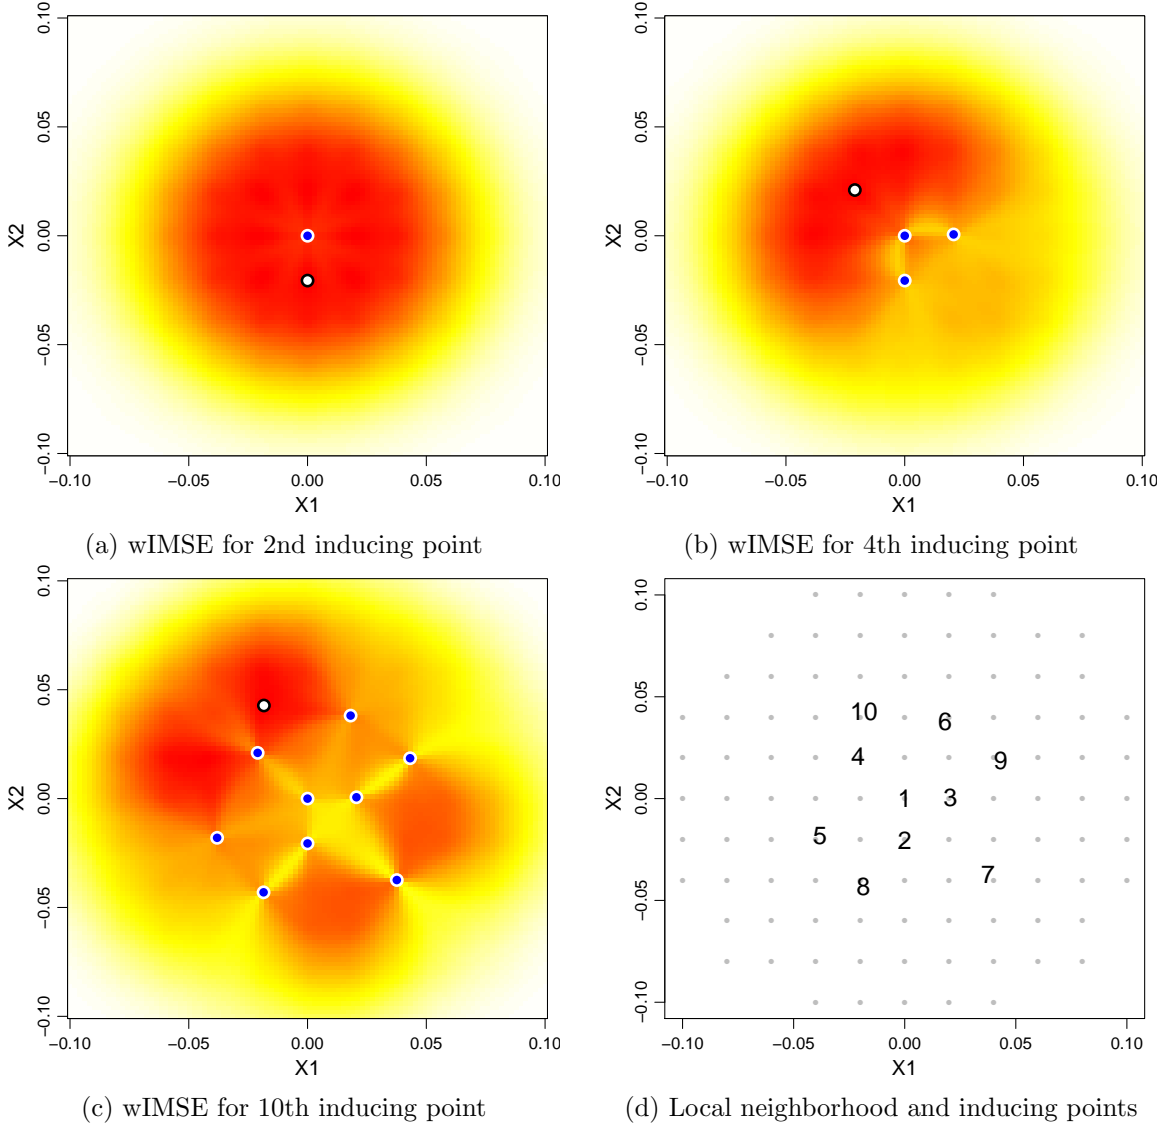 0.10
0.05
0.00
−0.05
−0.10
X2
−0.10 −0.05 0.00 0.05 0.10
X1
(a) wIMSE for 2nd inducing point
0.10
0.05
0.00
−0.05
−0.10
X2
−0.10 −0.05 0.00 0.05 0.10
X1
(b) wIMSE for 4th inducing point
0.10
0.05
0.00
−0.05
−0.10
X2
−0.10 −0.05 0.00 0.05 0.10
X1
(c) wIMSE for 10th inducing point
0.10
0.05
0.00
−0.05
−0.10
X2
10 6
4 9
1 3
5 2
8 7
−0.10 −0.05 0.00 0.05 0.10
X1
(d) Local neighborhood and inducing points